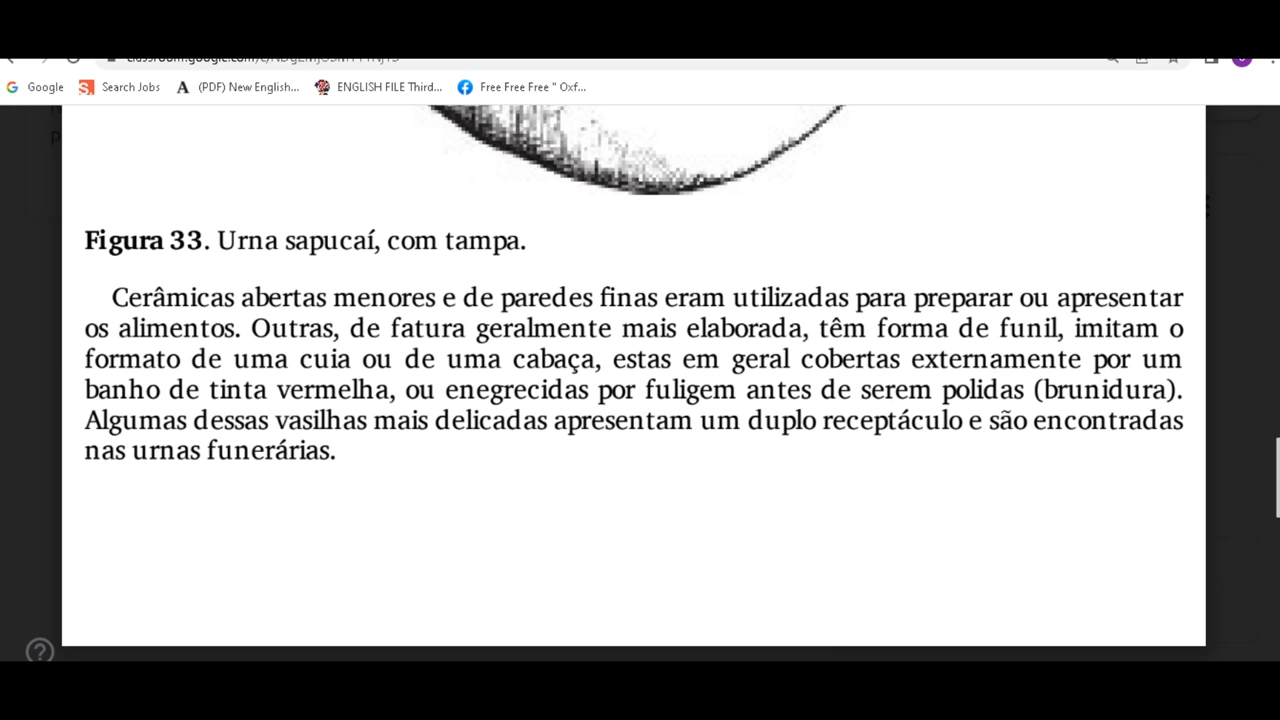 Google
Search Jobs
(PDF) New English...
ENGLISH FILE Third...
Free Free Free " Oxf...
Figura 33. Urna sapucaí, com tampa.
Cerâmicas abertas menores e de paredes finas eram utilizadas para preparar ou apresentar
os alimentos. Outras, de fatura geralmente mais elaborada, têm forma de funil, imitam o
formato de uma cuia ou de uma cabaça, estas em geral cobertas externamente por um
banho de tinta vermelha, ou enegrecidas por fuligem antes de serem polidas (brunidura).
Algumas dessas vasilhas mais delicadas apresentam um duplo receptáculo e são encontradas
nas urnas funerárias.